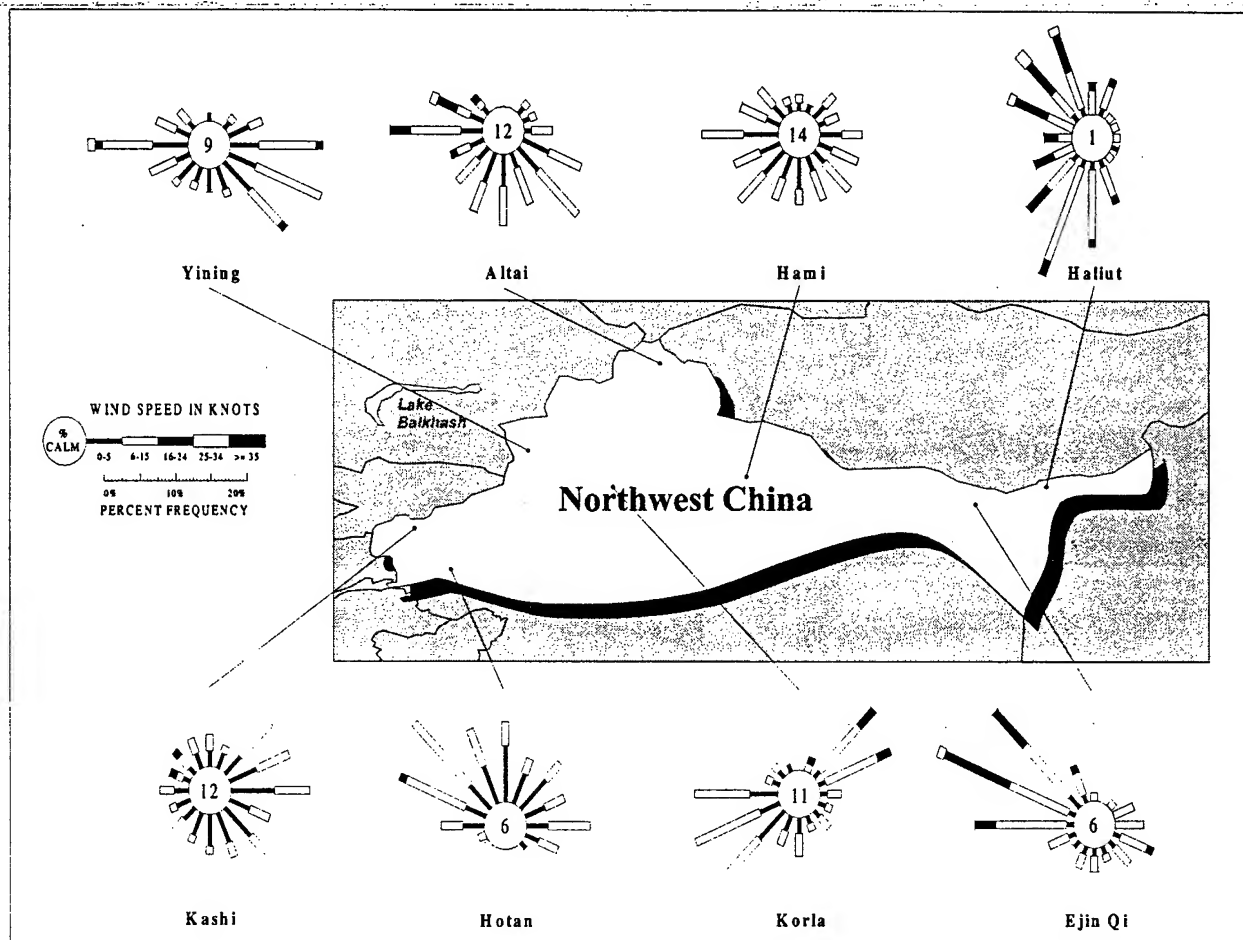 9
12
14
1
Yining
Altai
Hami
Haliut
Lake
Balkhash
WIND SPEED IN KNOTS
%
CALM
0-5 6-15 16-24 25-34 >= 35
0% 10% 20%
PERCENT FREQUENCY
Northwest China
12
6
11
6
Kashi
Hotan
Korla
Ejin Qi